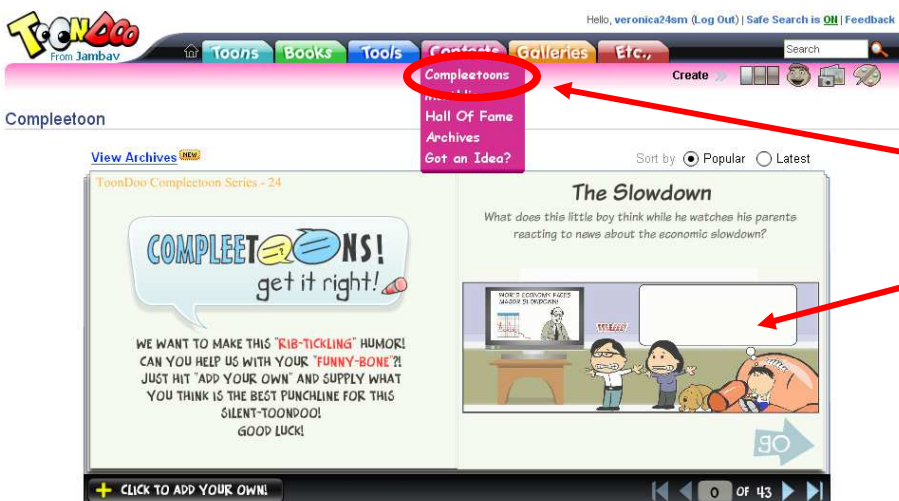 Hello, veronica24sm (Log Out) | Safe Search is ON | Feedback
TOONDOO
From Jambav
Toons Books Tools Contests Galleries Etc.,
Search
Compleetoons
Hall Of Fame
Archives
Got an Idea?
Create »
Compleetoon
View Archives NEW
Sort by Popular Latest
ToonDoo Compleetoon Series - 24
COMPLEETOONS!
get it right!
WE WANT TO MAKE THIS "RIB-TICKLING" HUMOR!
CAN YOU HELP US WITH YOUR "FUNNY-BONE"?!
JUST HIT "ADD YOUR OWN" AND SUPPLY WHAT
YOU THINK IS THE BEST PUNCHLINE FOR THIS
SILENT-TOONDOO!
GOOD LUCK!
The Slowdown
What does this little boy think while he watches his parents
reacting to news about the economic slowdown?
WORLD ECONOMY FACES
MAJOR SLOWDOWN!
go
+ CLICK TO ADD YOUR OWN!
0 OF 43